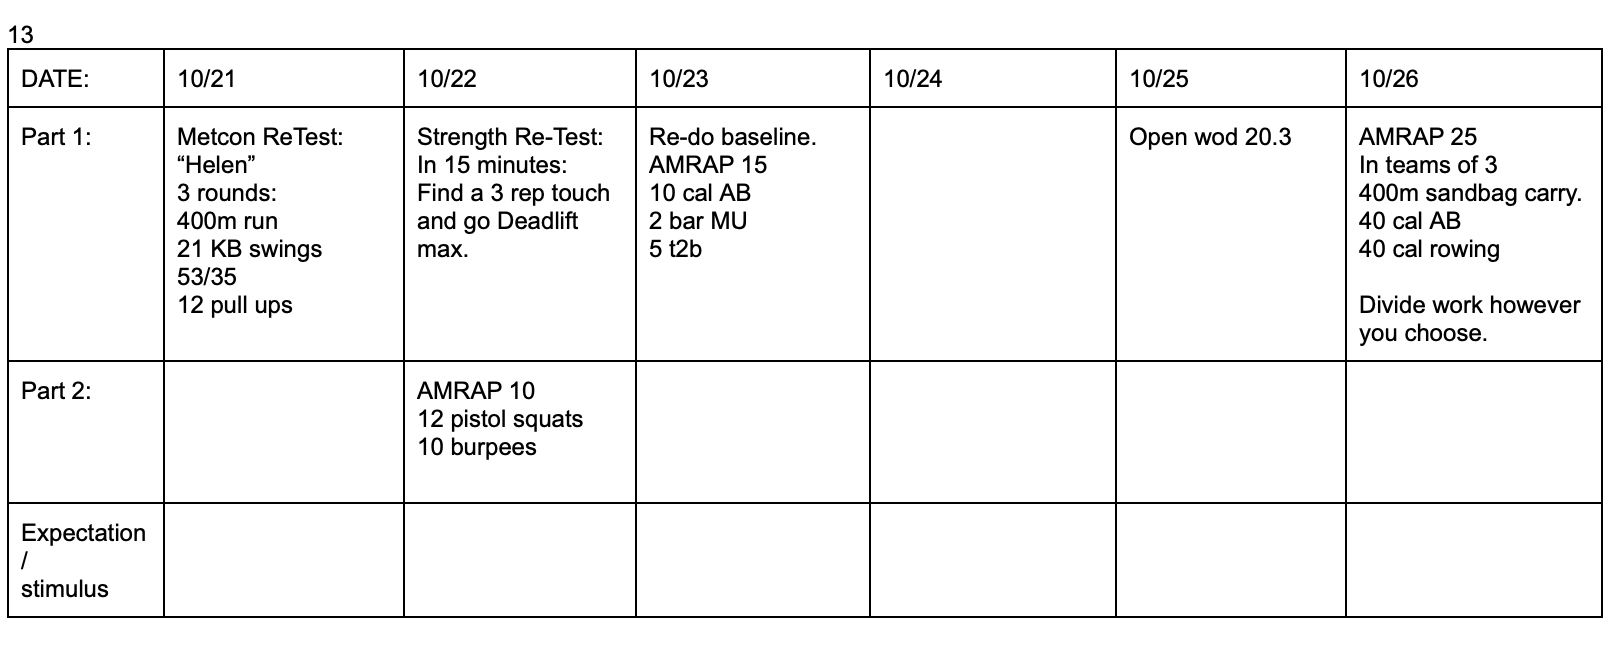 13
DATE:
10/21
10/22
10/23
10/24
10/25
10/26
Part 1:
Metcon ReTest:
“Helen”
3 rounds:
400m run
21 KB swings
53/35
12 pull ups
Strength Re-Test:
In 15 minutes:
Find a 3 rep touch
and go Deadlift
max.
Re-do baseline.
AMRAP 15
10 cal AB
2 bar MU
5 t2b
Open wod 20.3
AMRAP 25
In teams of 3
400m sandbag carry.
40 cal AB
40 cal rowing
Divide work however
you choose.
Part 2:
AMRAP 10
12 pistol squats
10 burpees
Expectation
/
stimulus